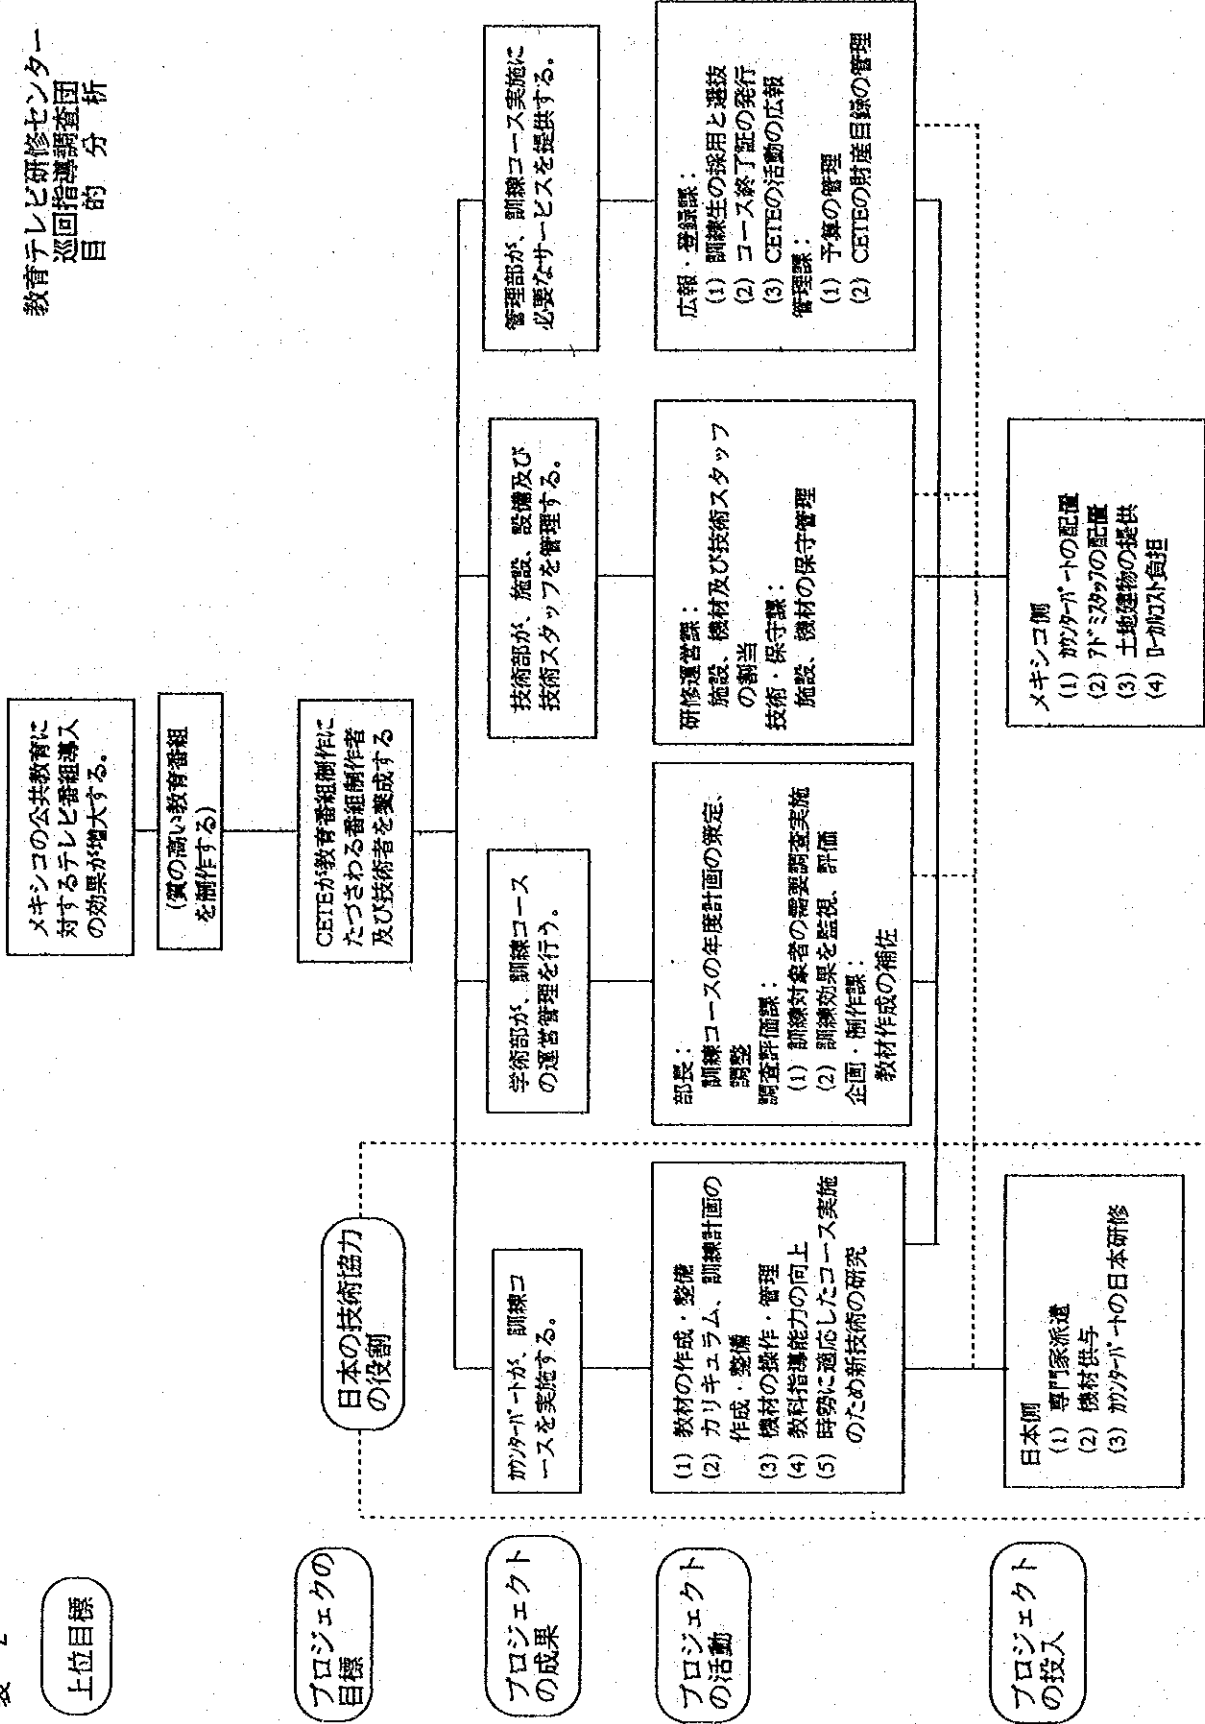 表 2
教育テレビ研修センター
巡回指導調査団
目 的 分 析
上位目標
メキシコの公共教育に
対するテレビ番組導入
の効果が増大する。
(質の高い教育番組
を制作する)
プロジェクの
目標
CETEが教育番組制作に
たづさわる番組制作者
及び技術者を養成する
日本の技術協力
の役割
プロジェクト
の成果
ｶｳﾝﾀｰﾊﾟｰﾄが、訓練コ
ースを実施する。
学術部が、訓練コース
の運営管理を行う。
技術部が、施設、設備及び
技術スタッフを管理する。
管理部が、訓練コース実施に
必要なサービスを提供する。
プロジェクト
の活動
(1) 教材の作成・整備
(2) カリキュラム、訓練計画の
作成・整備
(3) 機材の操作・管理
(4) 教科指導能力の向上
(5) 時勢に適応したコース実施
のため新技術の研究
部長：
訓練コースの年度計画の策定、
調整
調査評価課：
(1) 訓練対象者の需要調査実施
(2) 訓練効果を監視、評価
企画・制作課：
教材作成の補佐
研修運営課：
施設、機材及び技術スタッフ
の割当
技術・保守課：
施設、機材の保守管理
広報・登録課：
(1) 訓練生の採用と選抜
(2) コース終了証の発行
(3) CETEの活動の広報
管理課：
(1) 予算の管理
(2) CETEの財産目録の管理
プロジェクト
の投入
日本側
(1) 専門家派遣
(2) 機材供与
(3) ｶｳﾝﾀｰﾊﾟｰﾄの日本研修
メキシコ側
(1) ｶｳﾝﾀｰﾊﾟｰﾄの配置
(2) ｱﾄﾞﾐｽﾀｯﾌの配置
(3) 土地建物の提供
(4) ﾛｰｶﾙｺｽﾄ負担